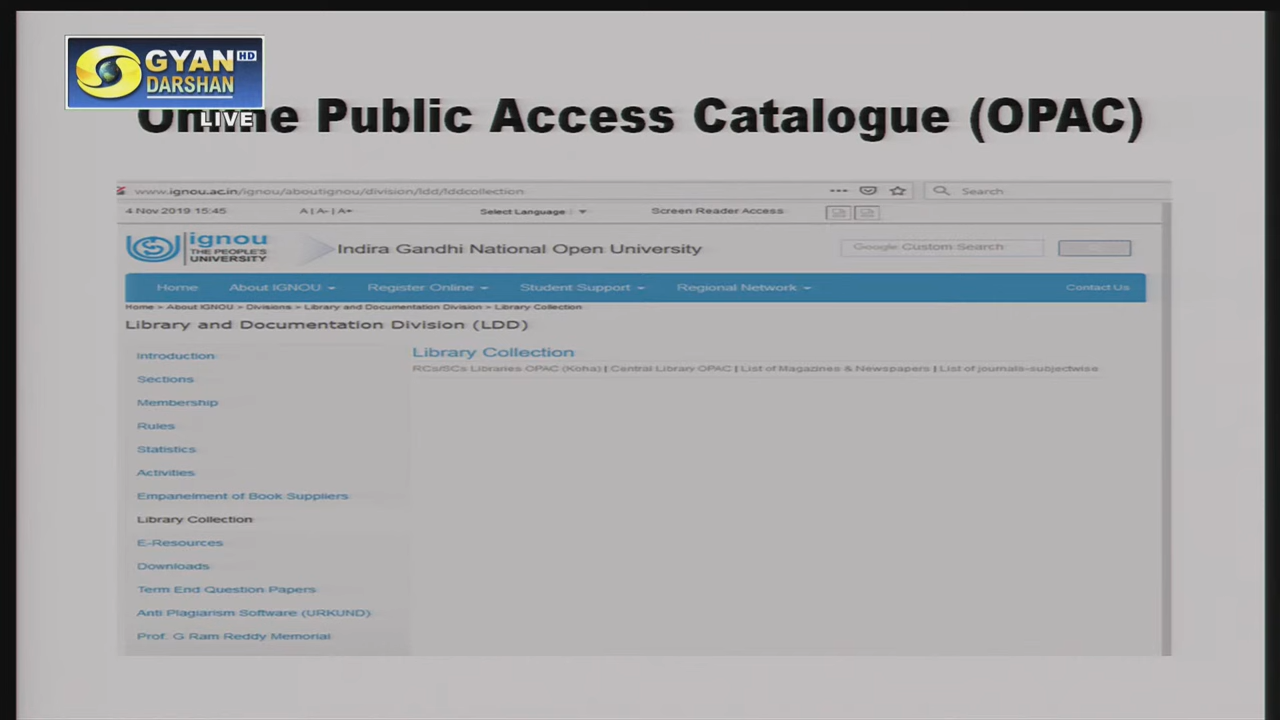 GYAN HD
DARSHAN
LIVE
Online Public Access Catalogue (OPAC)
www.ignou.ac.in/ignou/aboutignou/division/ldd/lddcollection
Search
4 Nov 2019 15:45 A | A- | A+ Select Language Screen Reader Access
ignou
THE PEOPLE'S
UNIVERSITY
Indira Gandhi National Open University
Google Custom Search
Home About IGNOU Register Online Student Support Regional Network Contact Us
Home > About IGNOU > Divisions > Library and Documentation Division > Library Collection
Library and Documentation Division (LDD)
Introduction
Sections
Membership
Rules
Statistics
Activities
Empanelment of Book Suppliers
Library Collection
E-Resources
Downloads
Term End Question Papers
Anti Plagiarism Software (URKUND)
Prof. G Ram Reddy Memorial
Library Collection
RCs/SCs Libraries OPAC (Koha) | Central Library OPAC | List of Magazines & Newspapers | List of journals-subjectwise